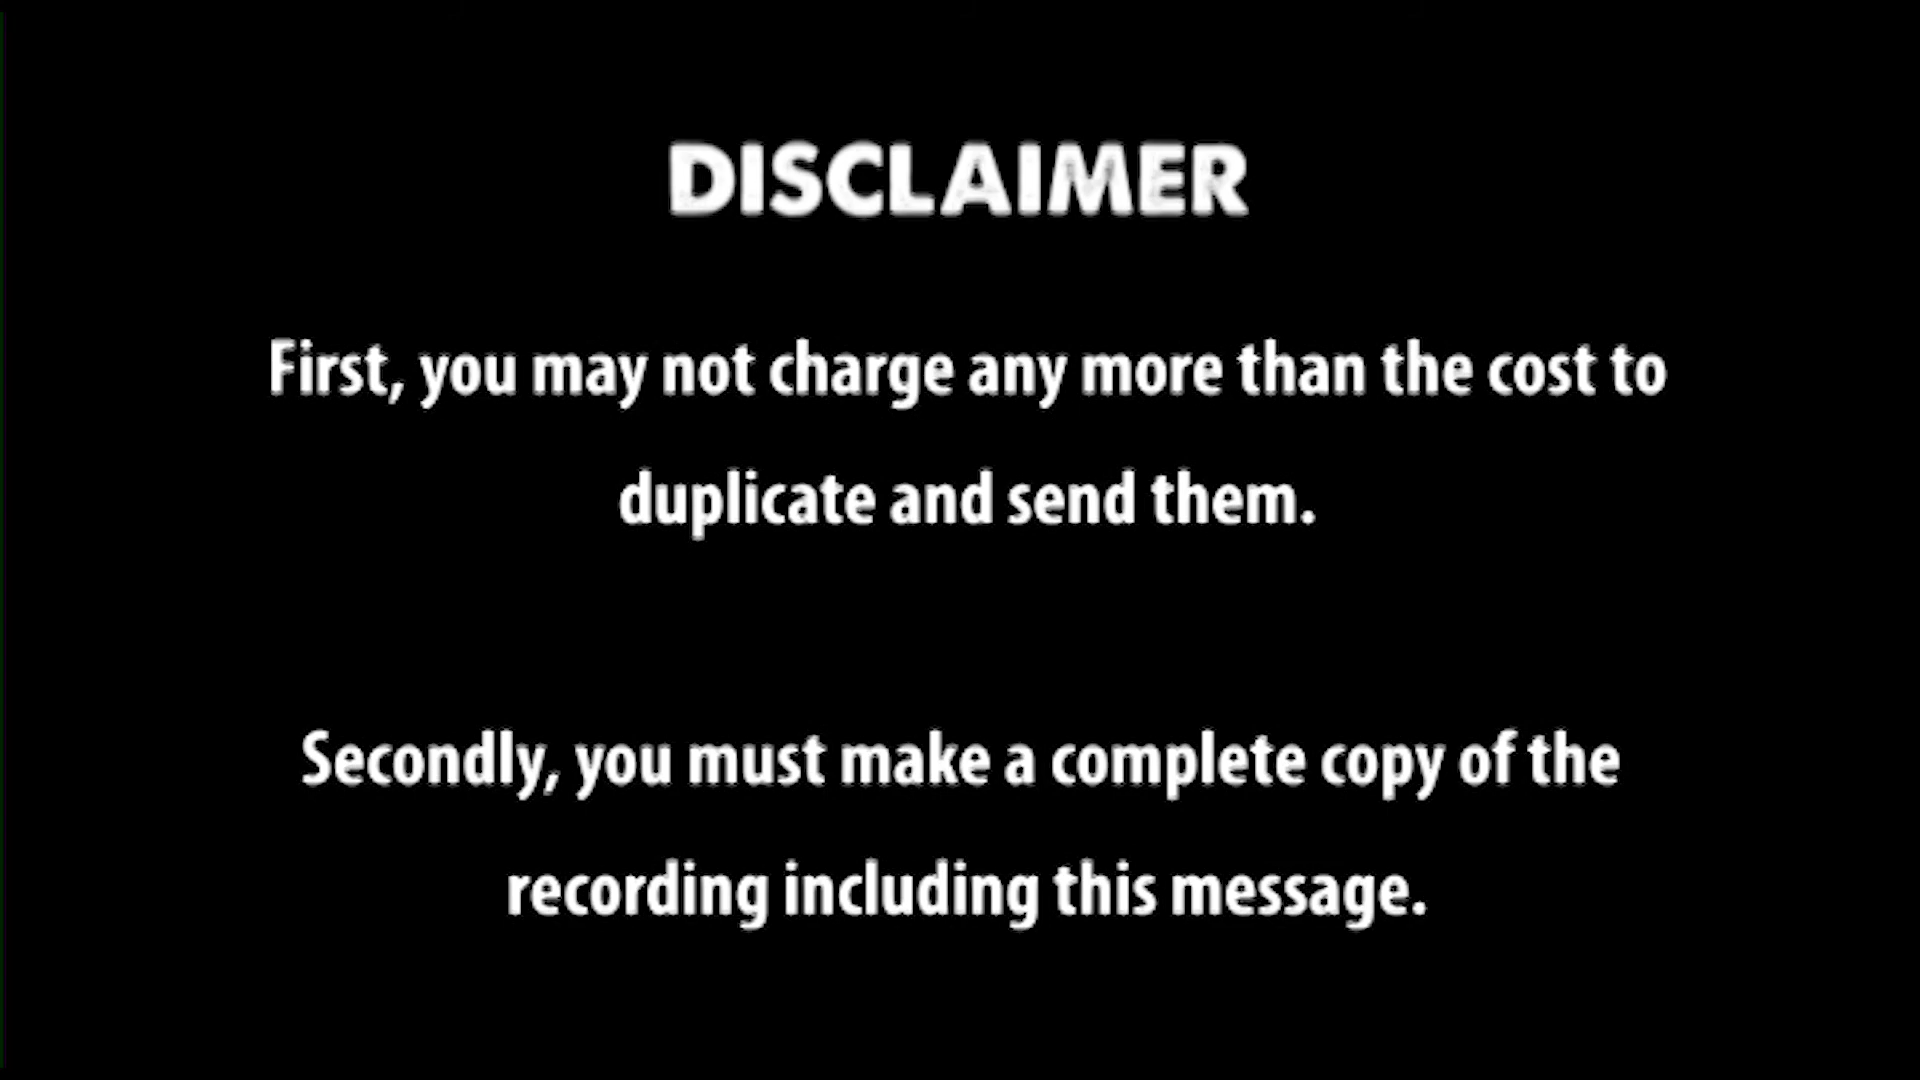 DISCLAIMER
First, you may not charge any more than the cost to
duplicate and send them.
Secondly, you must make a complete copy of the
recording including this message.